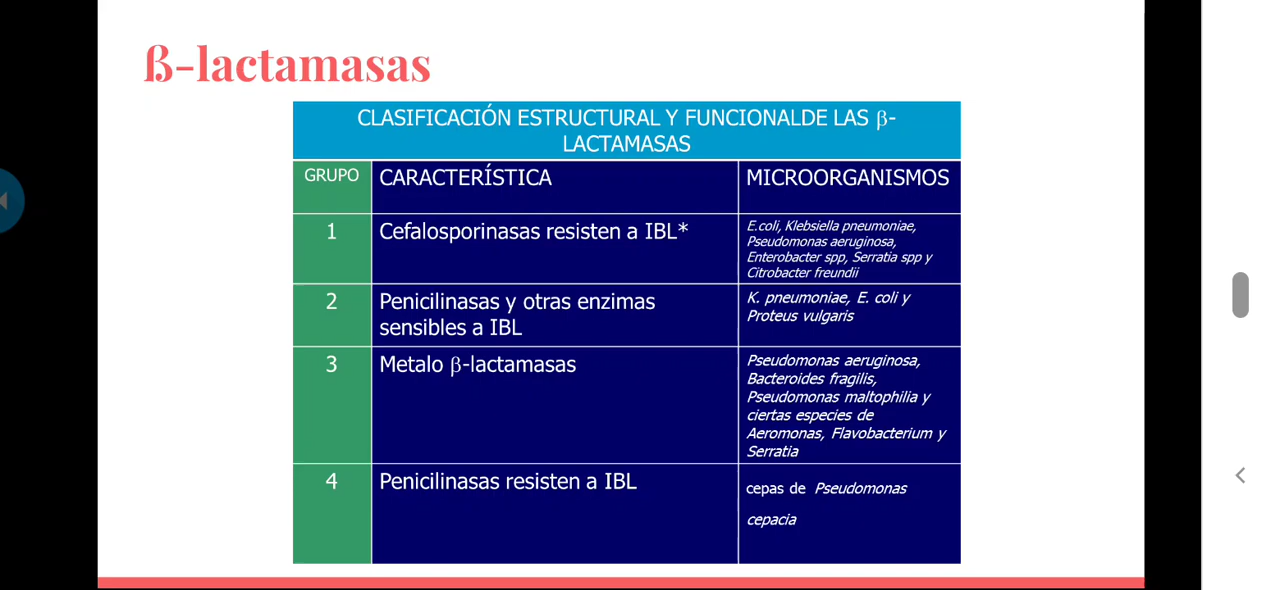 ß-lactamasas
CLASIFICACIÓN ESTRUCTURAL Y FUNCIONALDE LAS β-
LACTAMASAS
GRUPO
CARACTERÍSTICA
MICROORGANISMOS
1
Cefalosporinasas resisten a IBL*
E.coli, Klebsiella pneumoniae,
Pseudomonas aeruginosa,
Enterobacter spp, Serratia spp y
Citrobacter freundii
2
Penicilinasas y otras enzimas
sensibles a IBL
K. pneumoniae, E. coli y
Proteus vulgaris
3
Metalo β-lactamasas
Pseudomonas aeruginosa,
Bacteroides fragilis,
Pseudomonas maltophilia y
ciertas especies de
Aeromonas, Flavobacterium y
Serratia
4
Penicilinasas resisten a IBL
cepas de Pseudomonas
cepacia